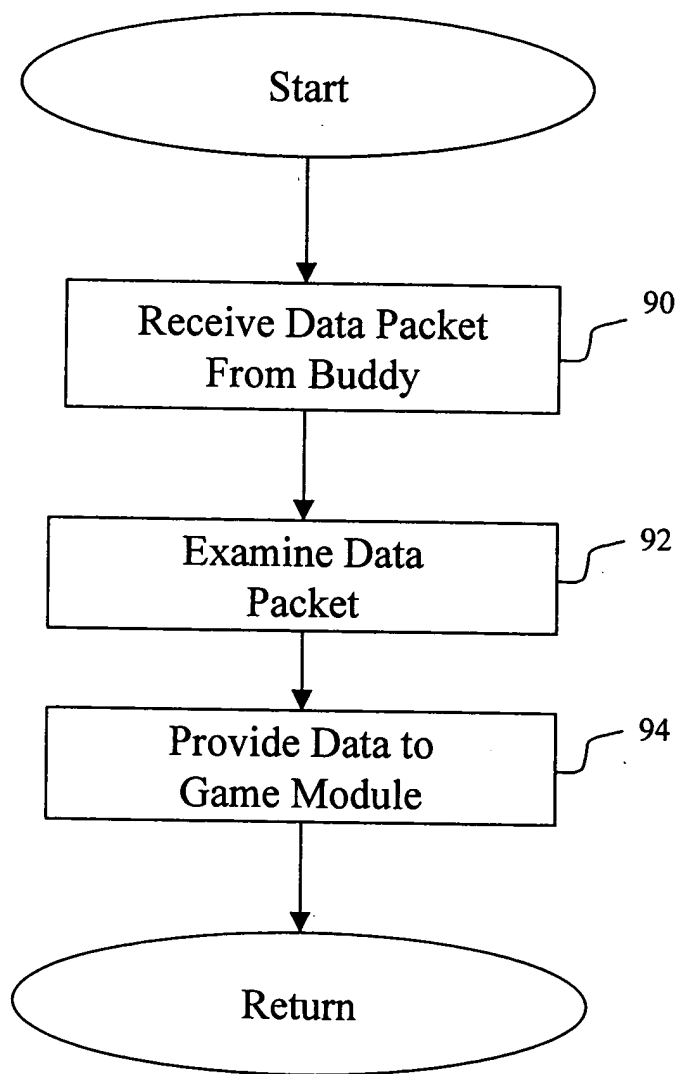 Start
Receive Data Packet
From Buddy
90
Examine Data
Packet
92
Provide Data to
Game Module
94
Return